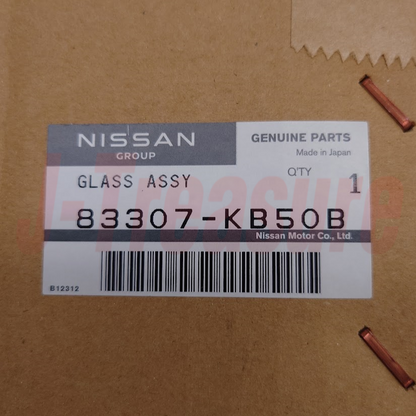 NISSAN
GROUP
GENUINE PARTS
Made in Japan
GLASS ASSY
Q'TY
1
83307-KB50B
Nissan Motor Co., Ltd.
B12312